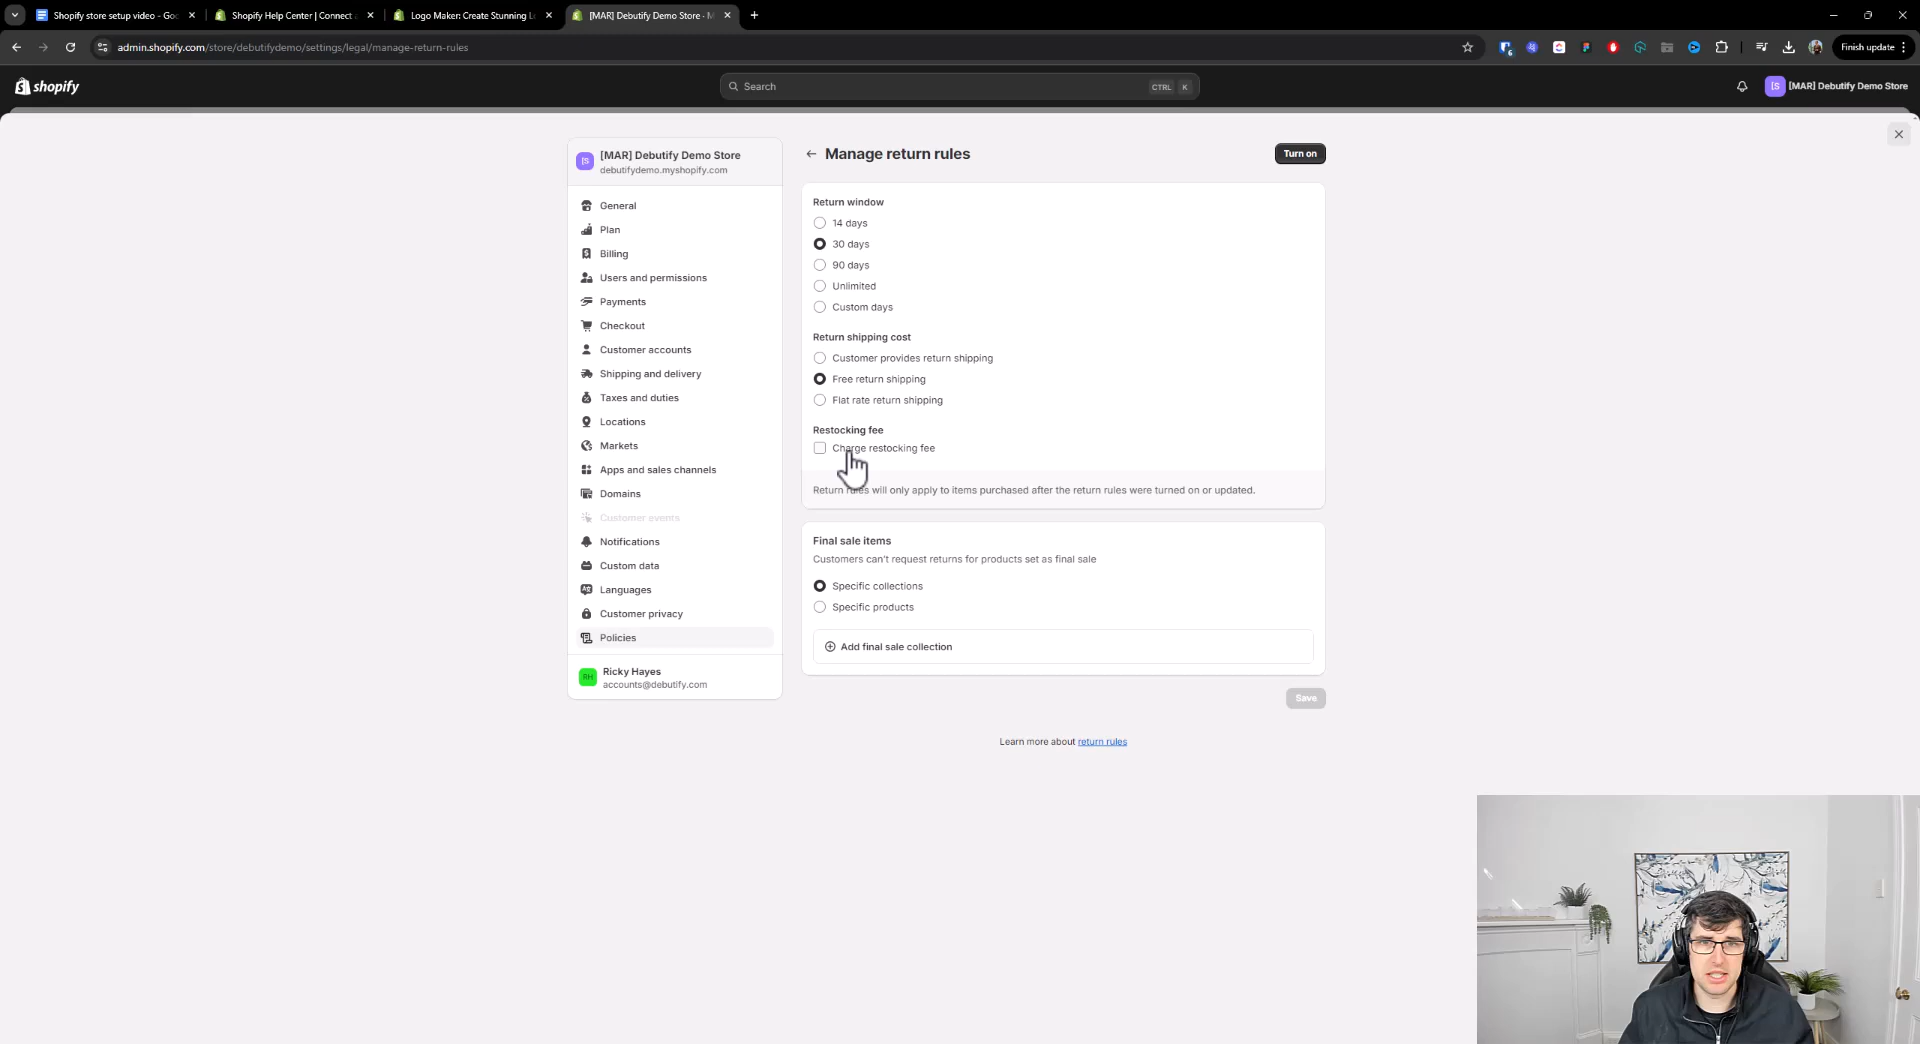 Shopify store setup video - Goo
Shopify Help Center | Connect a
Logo Maker: Create Stunning L
[MAR] Debutify Demo Store · M
admin.shopify.com/store/debutifydemo/settings/legal/manage-return-rules
6
Finish update
shopify
Search
CTRL K
[S
[MAR] Debutify Demo Store
[S
[MAR] Debutify Demo Store
debutifydemo.myshopify.com
General
Plan
Billing
Users and permissions
Payments
Checkout
Customer accounts
Shipping and delivery
Taxes and duties
Locations
Markets
Apps and sales channels
Domains
Customer events
Notifications
Custom data
Languages
Customer privacy
Policies
RH
Ricky Hayes
accounts@debutify.com
Manage return rules
Turn on
Return window
14 days
30 days
90 days
Unlimited
Custom days
Return shipping cost
Customer provides return shipping
Free return shipping
Flat rate return shipping
Restocking fee
Charge restocking fee
Return rules will only apply to items purchased after the return rules were turned on or updated.
Final sale items
Customers can't request returns for products set as final sale
Specific collections
Specific products
Add final sale collection
Save
Learn more about return rules